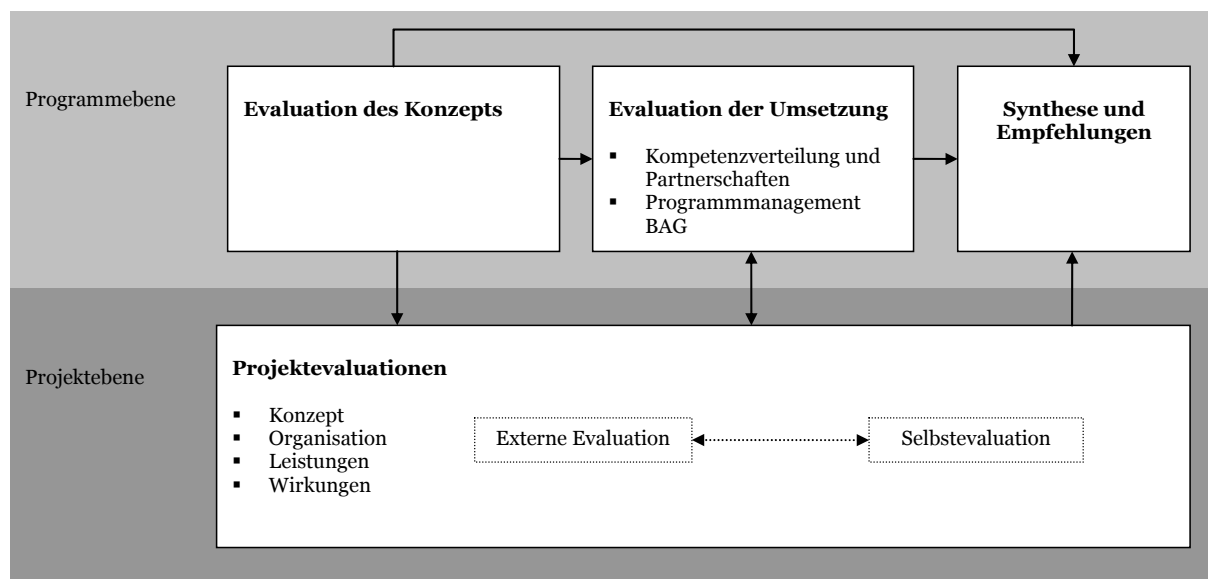 Programmebene
Evaluation des Konzepts
Evaluation der Umsetzung
▪ Kompetenzverteilung und
Partnerschaften
▪ Programmmanagement
BAG
Synthese und
Empfehlungen
Projektebene
Projektevaluationen
▪ Konzept
▪ Organisation
▪ Leistungen
▪ Wirkungen
Externe Evaluation
Selbstevaluation